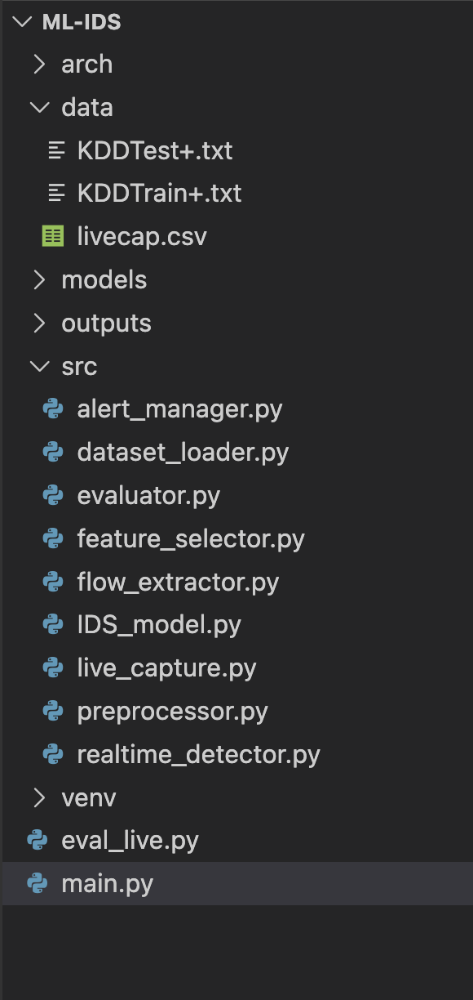 ML-IDS
arch
data
KDDTest+.txt
KDDTrain+.txt
livecap.csv
models
outputs
src
alert_manager.py
dataset_loader.py
evaluator.py
feature_selector.py
flow_extractor.py
IDS_model.py
live_capture.py
preprocessor.py
realtime_detector.py
venv
eval_live.py
main.py